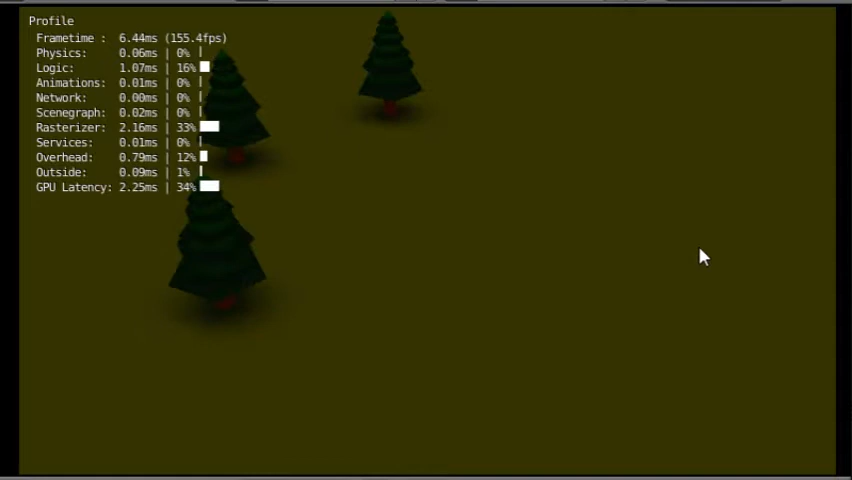 Profile
Frametime : 6.44ms (155.4fps)
Physics: 0.06ms | 0%
Logic: 1.07ms | 16%
Animations: 0.01ms | 0%
Network: 0.00ms | 0%
Scenegraph: 0.02ms | 0%
Rasterizer: 2.16ms | 33%
Services: 0.01ms | 0%
Overhead: 0.79ms | 12%
Outside: 0.09ms | 1%
GPU Latency: 2.25ms | 34%